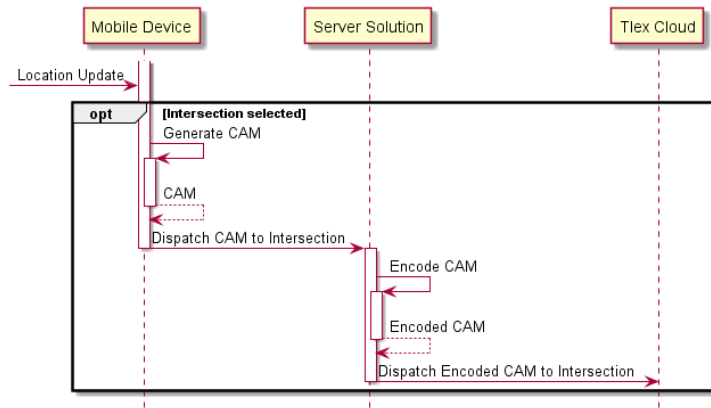 Mobile Device
Server Solution
Tlex Cloud
Location Update
opt
[Intersection selected]
Generate CAM
CAM
Dispatch CAM to Intersection
Encode CAM
Encoded CAM
Dispatch Encoded CAM to Intersection